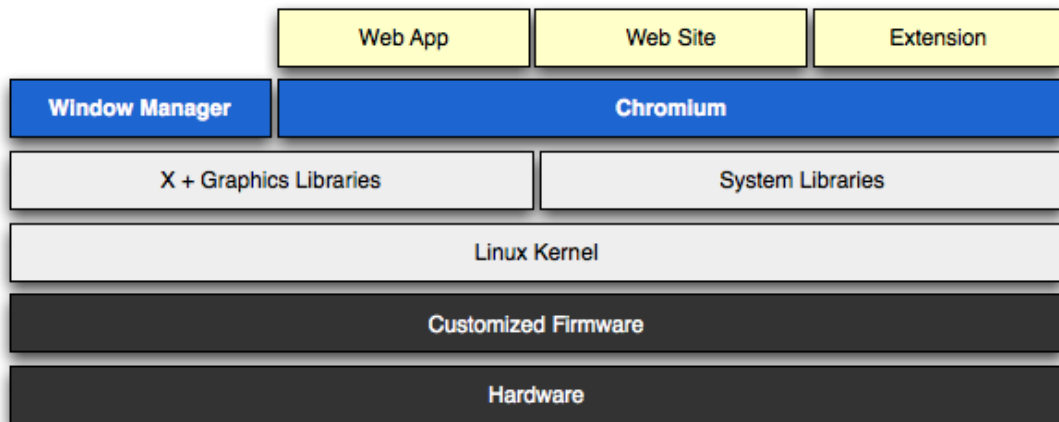 Web App
Web Site
Extension
Window Manager
Chromium
X + Graphics Libraries
System Libraries
Linux Kernel
Customized Firmware
Hardware